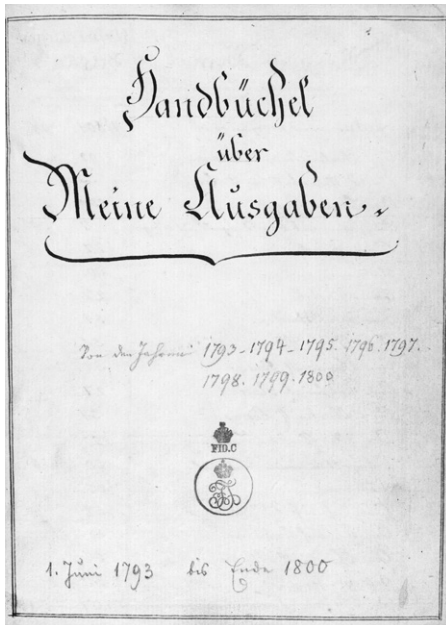 Handbüchel
über
Meine Ausgaben.
Von den Jahren 1793-1794-1795. 1796. 1797.
1798. 1799. 1800
FID.C
1. Juni 1793 bis Ende 1800